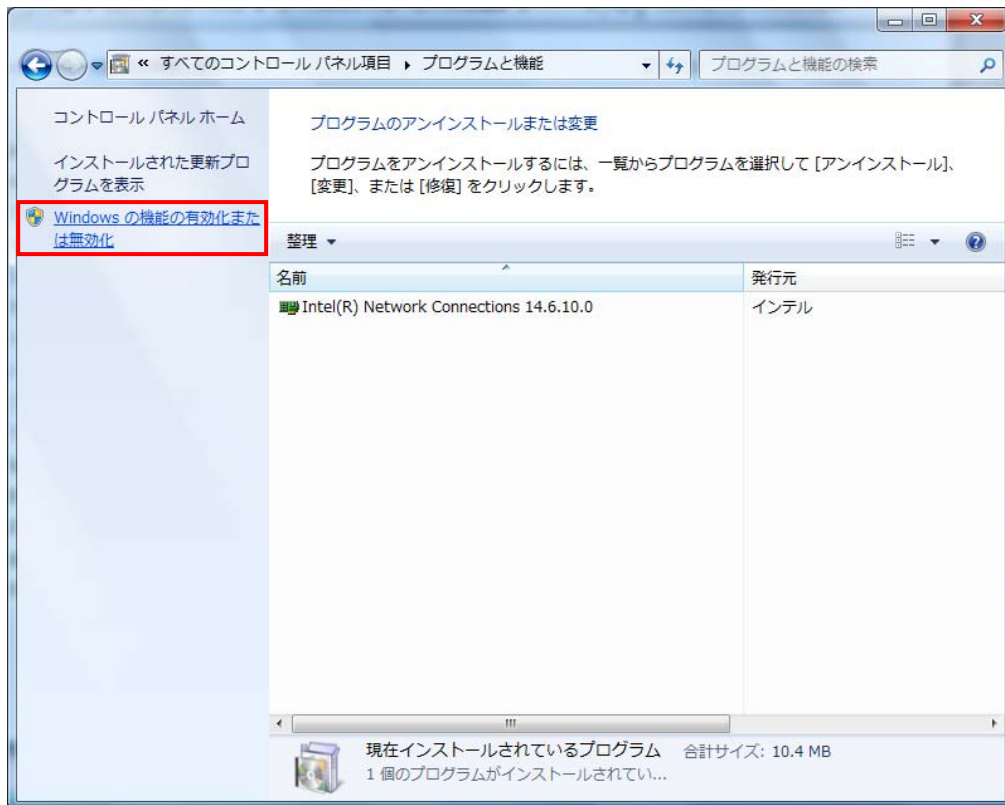 « すべてのコントロール パネル項目 ▸ プログラムと機能
プログラムと機能の検索
コントロール パネル ホーム
インストールされた更新プロ
グラムを表示
Windows の機能の有効化また
は無効化
プログラムのアンインストールまたは変更
プログラムをアンインストールするには、一覧からプログラムを選択して [アンインストール]、
[変更]、または [修復] をクリックします。
整理
名前 発行元
Intel(R) Network Connections 14.6.10.0 インテル
現在インストールされているプログラム 合計サイズ: 10.4 MB
1 個のプログラムがインストールされてい...